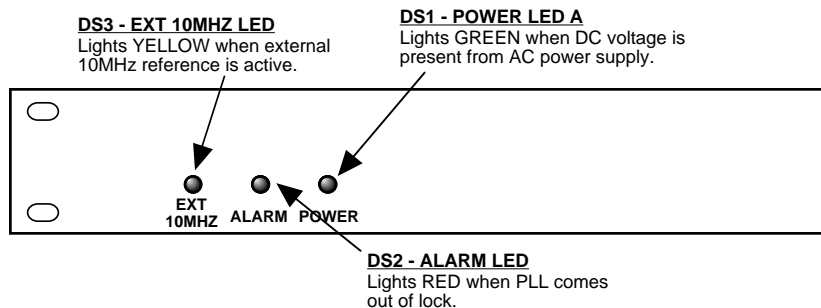 DS3 - EXT 10MHZ LED
Lights YELLOW when external
10MHz reference is active.
DS1 - POWER LED A
Lights GREEN when DC voltage is
present from AC power supply.
EXT
10MHZ
ALARM
POWER
DS2 - ALARM LED
Lights RED when PLL comes
out of lock.